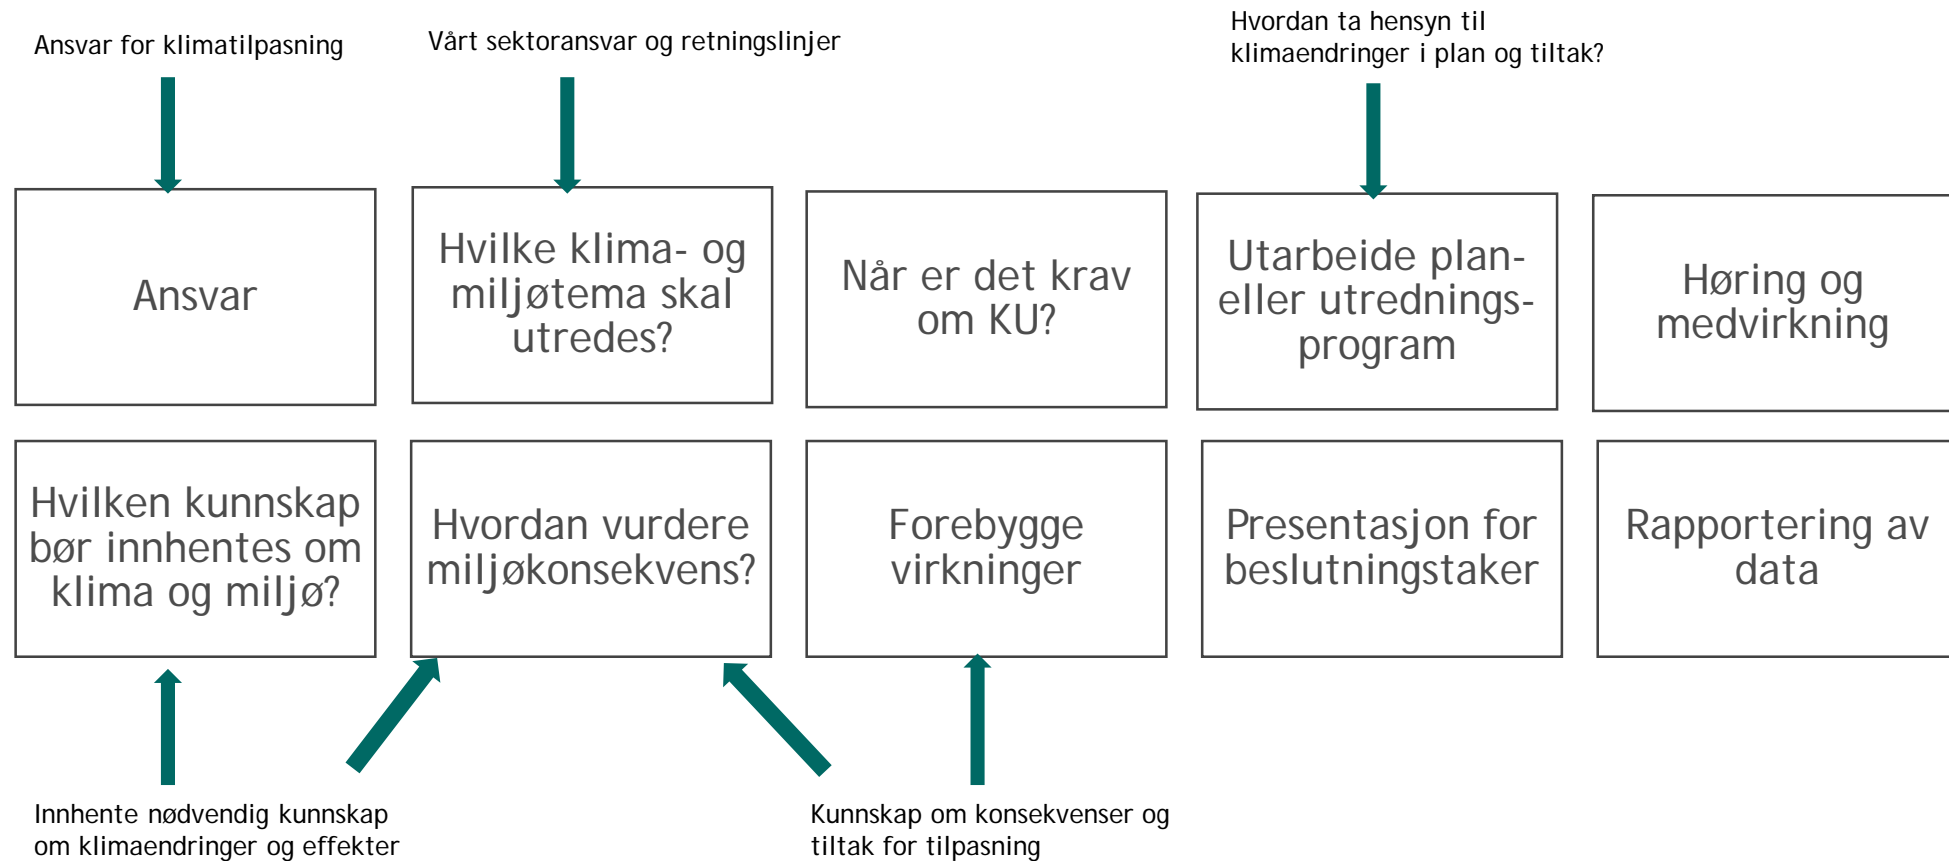 Ansvar for klimatilpasning
Vårt sektoransvar og retningslinjer
Hvordan ta hensyn til
klimaendringer i plan og tiltak?
Ansvar
Hvilke klima- og
miljøtema skal
utredes?
Når er det krav
om KU?
Utarbeide plan-
eller utrednings-
program
Høring og
medvirkning
Hvilken kunnskap
bør innhentes om
klima og miljø?
Hvordan vurdere
miljøkonsekvens?
Forebygge
virkninger
Presentasjon for
beslutningstaker
Rapportering av
data
Innhente nødvendig kunnskap
om klimaendringer og effekter
Kunnskap om konsekvenser og
tiltak for tilpasning